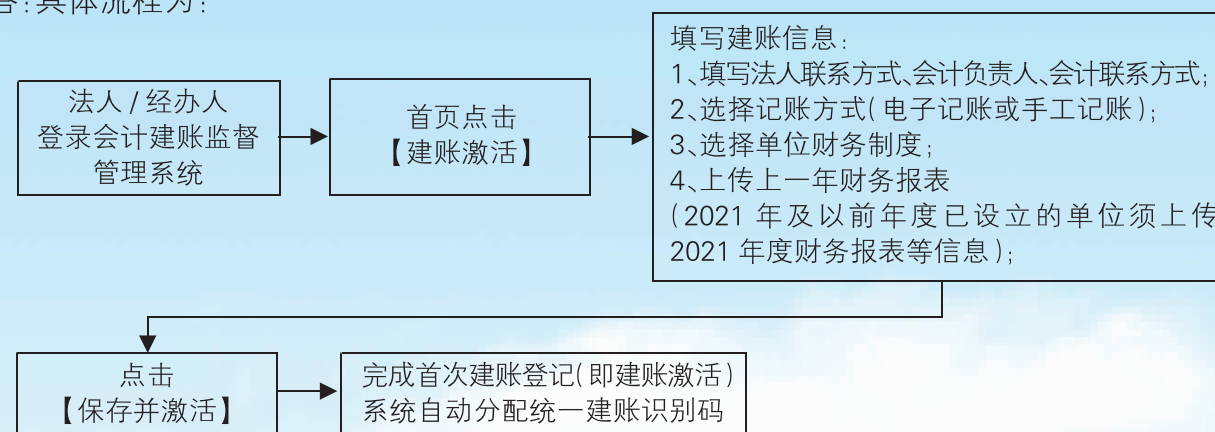 答:具体流程为:
法人/经办人
登录会计建账监督
管理系统
首页点击
【建账激活】
填写建账信息:
1、填写法人联系方式、会计负责人、会计联系方式;
2、选择记账方式(电子记账或手工记账);
3、选择单位财务制度;
4、上传上一年财务报表
(2021 年及以前年度已设立的单位须上传
2021 年度财务报表等信息);
点击
【保存并激活】
完成首次建账登记(即建账激活)
系统自动分配统一建账识别码